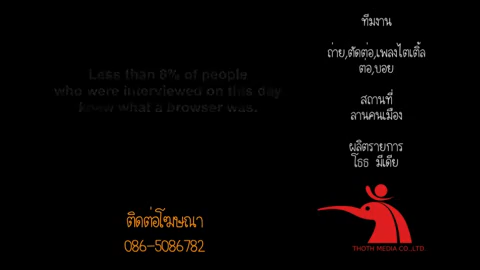 Less than 8% of people
who were interviewed on this day
knew what a browser was.
ทีมงาน
ถ่าย,ตัดต่อ,เพลงไตเติ้ล
ต่อ,บอย
สถานที่
ลานคนเมือง
ผลิตรายการ
โธธ มีเดีย
THOTH MEDIA CO.,LTD.
ติดต่อโฆษณา
086-5086782